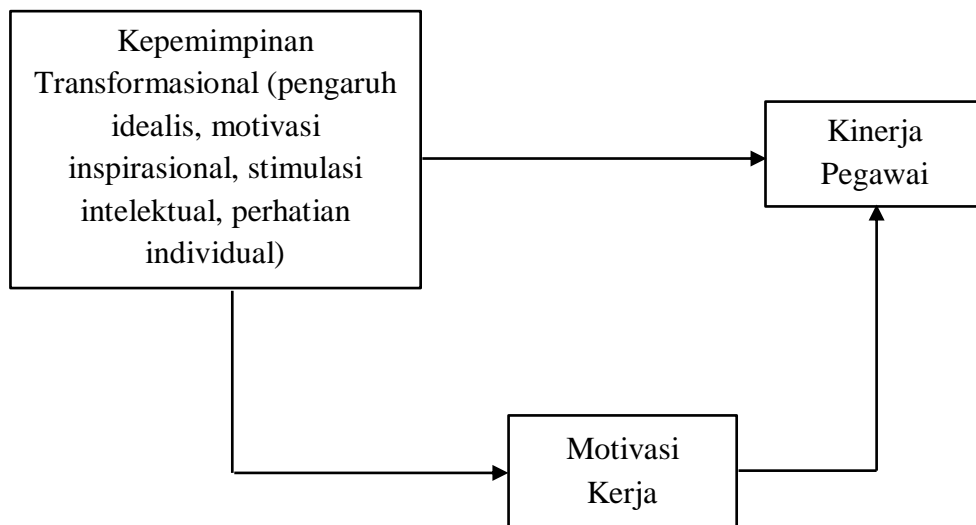 Kepemimpinan
Transformasional (pengaruh
idealis, motivasi
inspirasional, stimulasi
intelektual, perhatian
individual)
Kinerja
Pegawai
Motivasi
Kerja